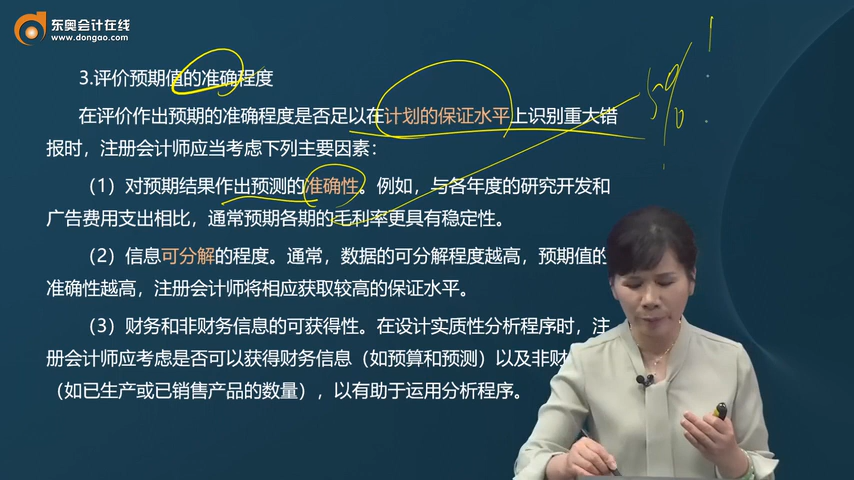 东奥会计在线
www.dongao.com
3.评价预期值的准确程度
在评价作出预期的准确程度是否足以在计划的保证水平上识别重大错
报时，注册会计师应当考虑下列主要因素：
（1）对预期结果作出预测的准确性。例如，与各年度的研究开发和
广告费用支出相比，通常预期各期的毛利率更具有稳定性。
（2）信息可分解的程度。通常，数据的可分解程度越高，预期值的
准确性越高，注册会计师将相应获取较高的保证水平。
（3）财务和非财务信息的可获得性。在设计实质性分析程序时，注
册会计师应考虑是否可以获得财务信息（如预算和预测）以及非财
（如已生产或已销售产品的数量），以有助于运用分析程序。